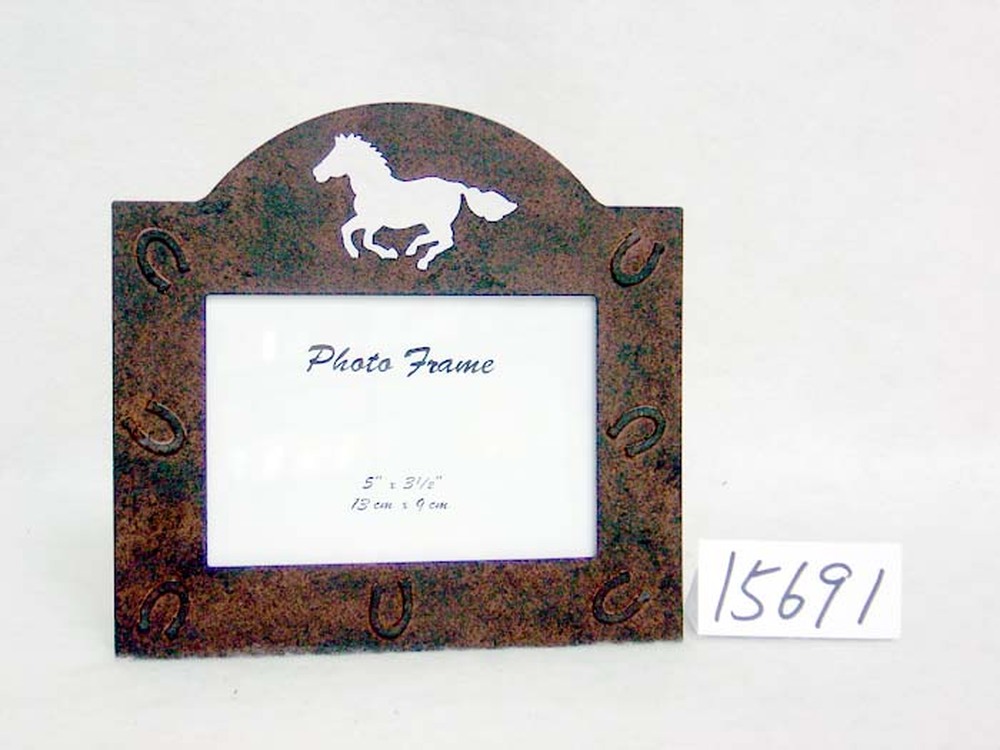 Photo Frame
5" x 3½"
13 cm x 9 cm
15691